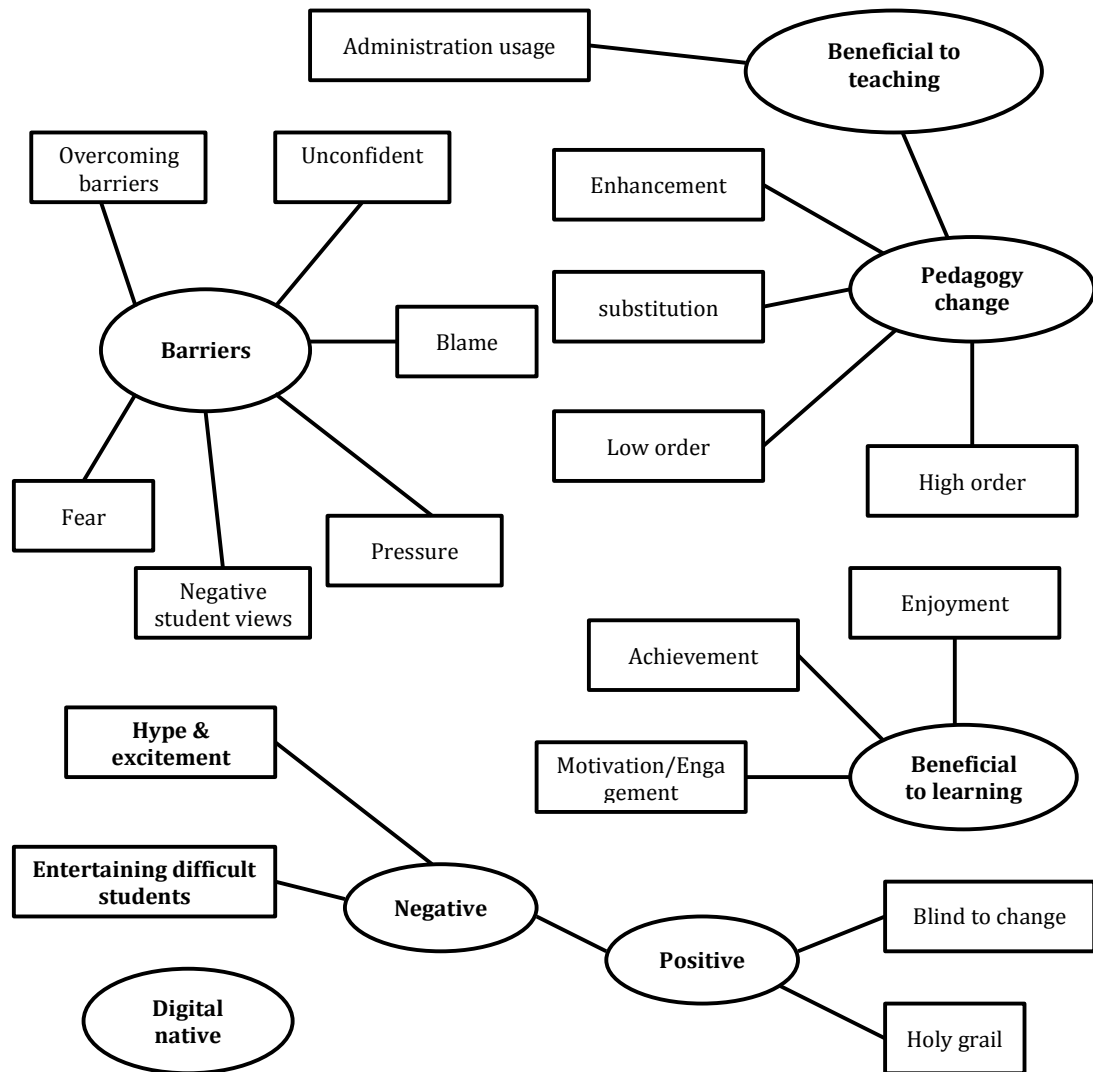 Administration usage
Beneficial to
teaching
Overcoming
barriers
Unconfident
Enhancement
Pedagogy
change
substitution
Barriers
Blame
Low order
High order
Fear
Pressure
Negative
student views
Enjoyment
Achievement
Hype &
excitement
Motivation/Enga
gement
Beneficial
to learning
Entertaining difficult
students
Negative
Blind to change
Positive
Digital
native
Holy grail